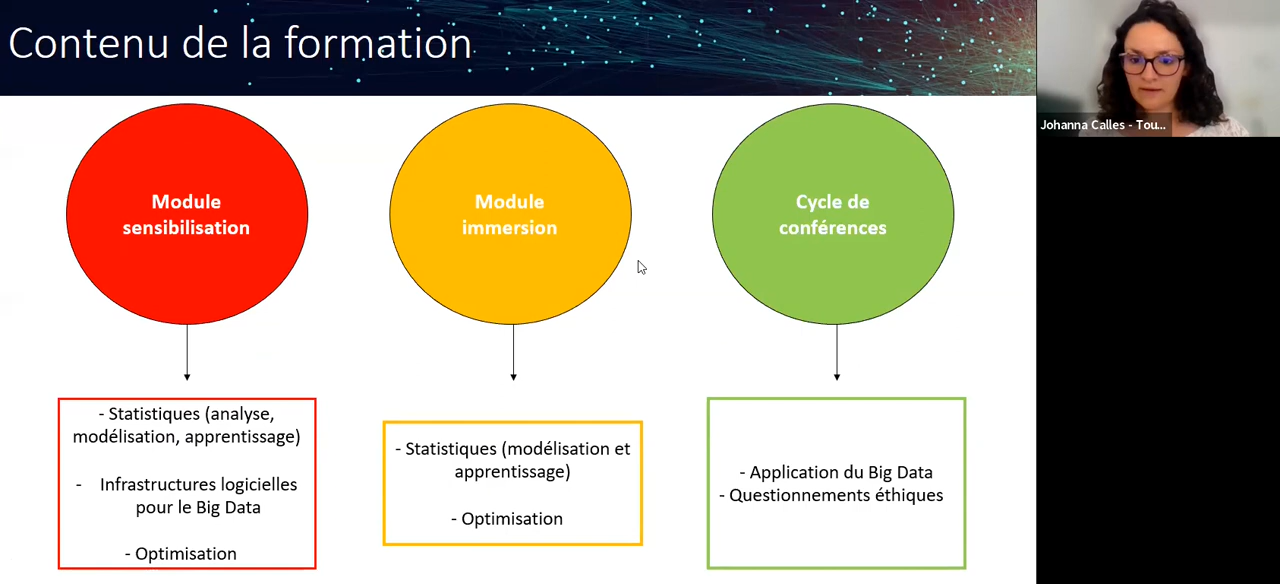 Contenu de la formation
Johanna Calles - Tou...
Module
sensibilisation
Module
immersion
Cycle de
conférences
- Statistiques (analyse,
modélisation, apprentissage)
- Infrastructures logicielles
pour le Big Data
- Optimisation
- Statistiques (modélisation et
apprentissage)
- Optimisation
- Application du Big Data
- Questionnements éthiques